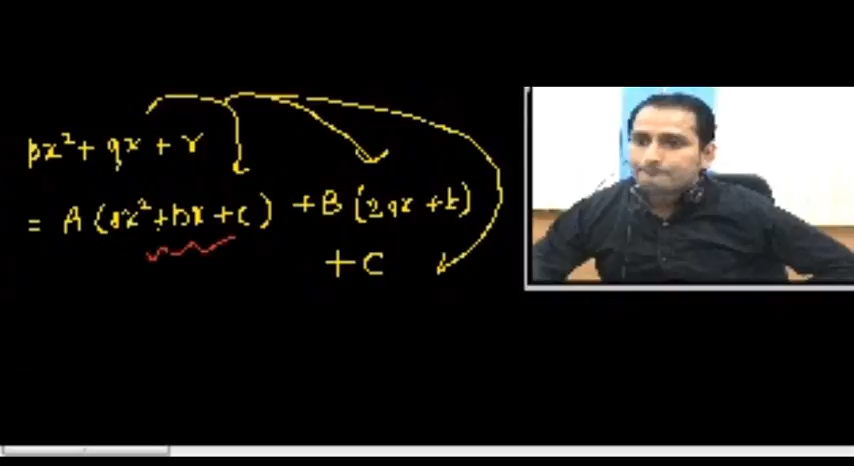 px² + qx + r
= A (ax² + bx + c) + B (2ax + b)
+ C